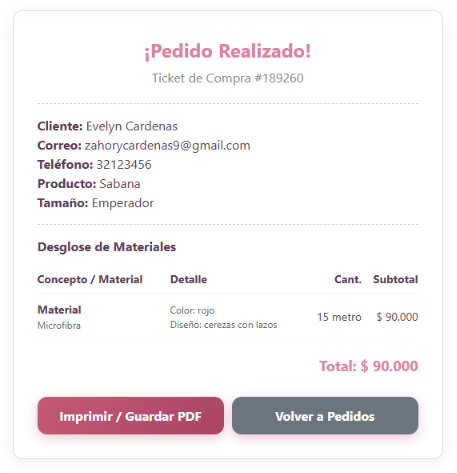 ¡Pedido Realizado!
Ticket de Compra #189260
Cliente: Evelyn Cardenas
Correo: zahorycardenas9@gmail.com
Teléfono: 32123456
Producto: Sabana
Tamaño: Emperador
Desglose de Materiales
Concepto / Material Detalle Cant. Subtotal
Material Color: rojo 15 metro $ 90.000
Microfibra Diseño: cerezas con lazos
Total: $ 90.000
Imprimir / Guardar PDF Volver a Pedidos